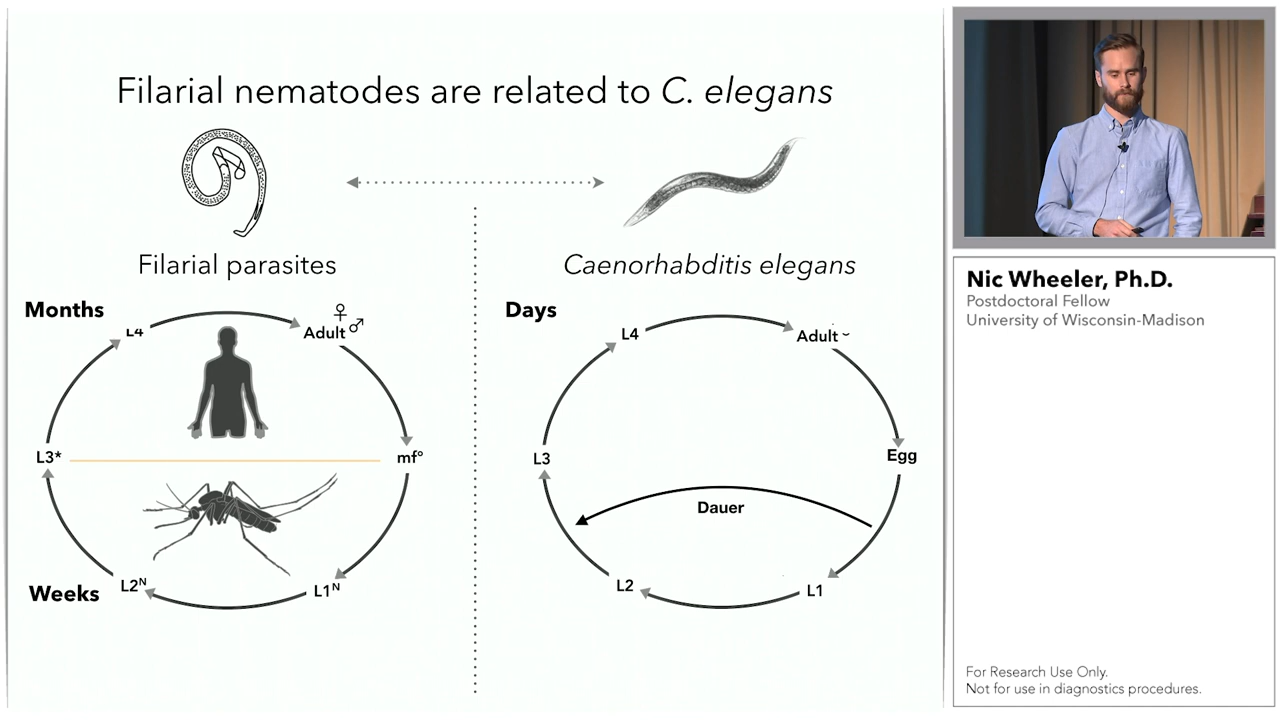 Filarial nematodes are related to C. elegans
Filarial parasites
Caenorhabditis elegans
Months
L4
Adult ♀♂
L3*
mf°
Weeks
L2ᴺ
L1ᴺ
Days
L4
Adult
L3
Egg
Dauer
L2
L1
Nic Wheeler, Ph.D.
Postdoctoral Fellow
University of Wisconsin-Madison
For Research Use Only.
Not for use in diagnostics procedures.